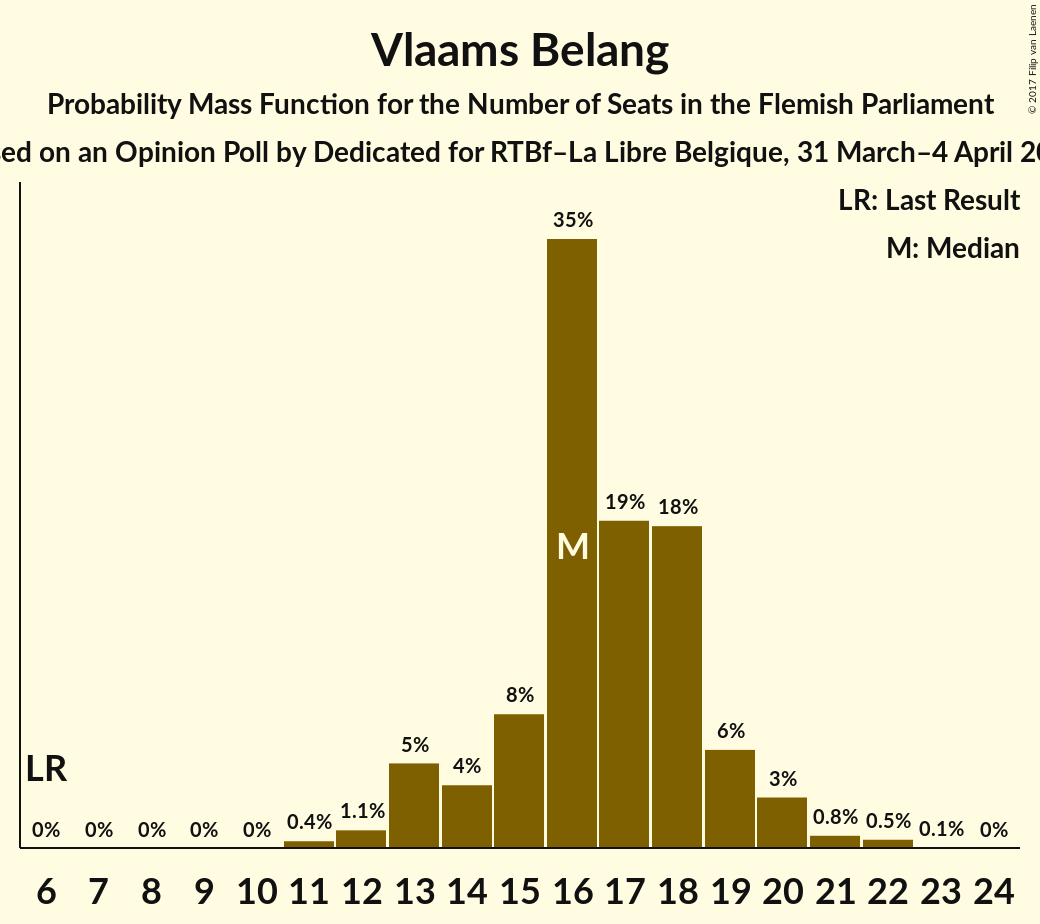 Vlaams Belang
Probability Mass Function for the Number of Seats in the Flemish Parliament
on an Opinion Poll by Dedicated for RTBf–La Libre Belgique, 31 March–4 April
LR: Last Result
M: Median
35%
19%
18%
M
8%
6%
5%
4%
3%
LR
0% 0% 0% 0% 0% 0.4% 1.1% 0.8% 0.5% 0.1% 0%
6 7 8 9 10 11 12 13 14 15 16 17 18 19 20 21 22 23 24
© 2017 Filip van Laenen